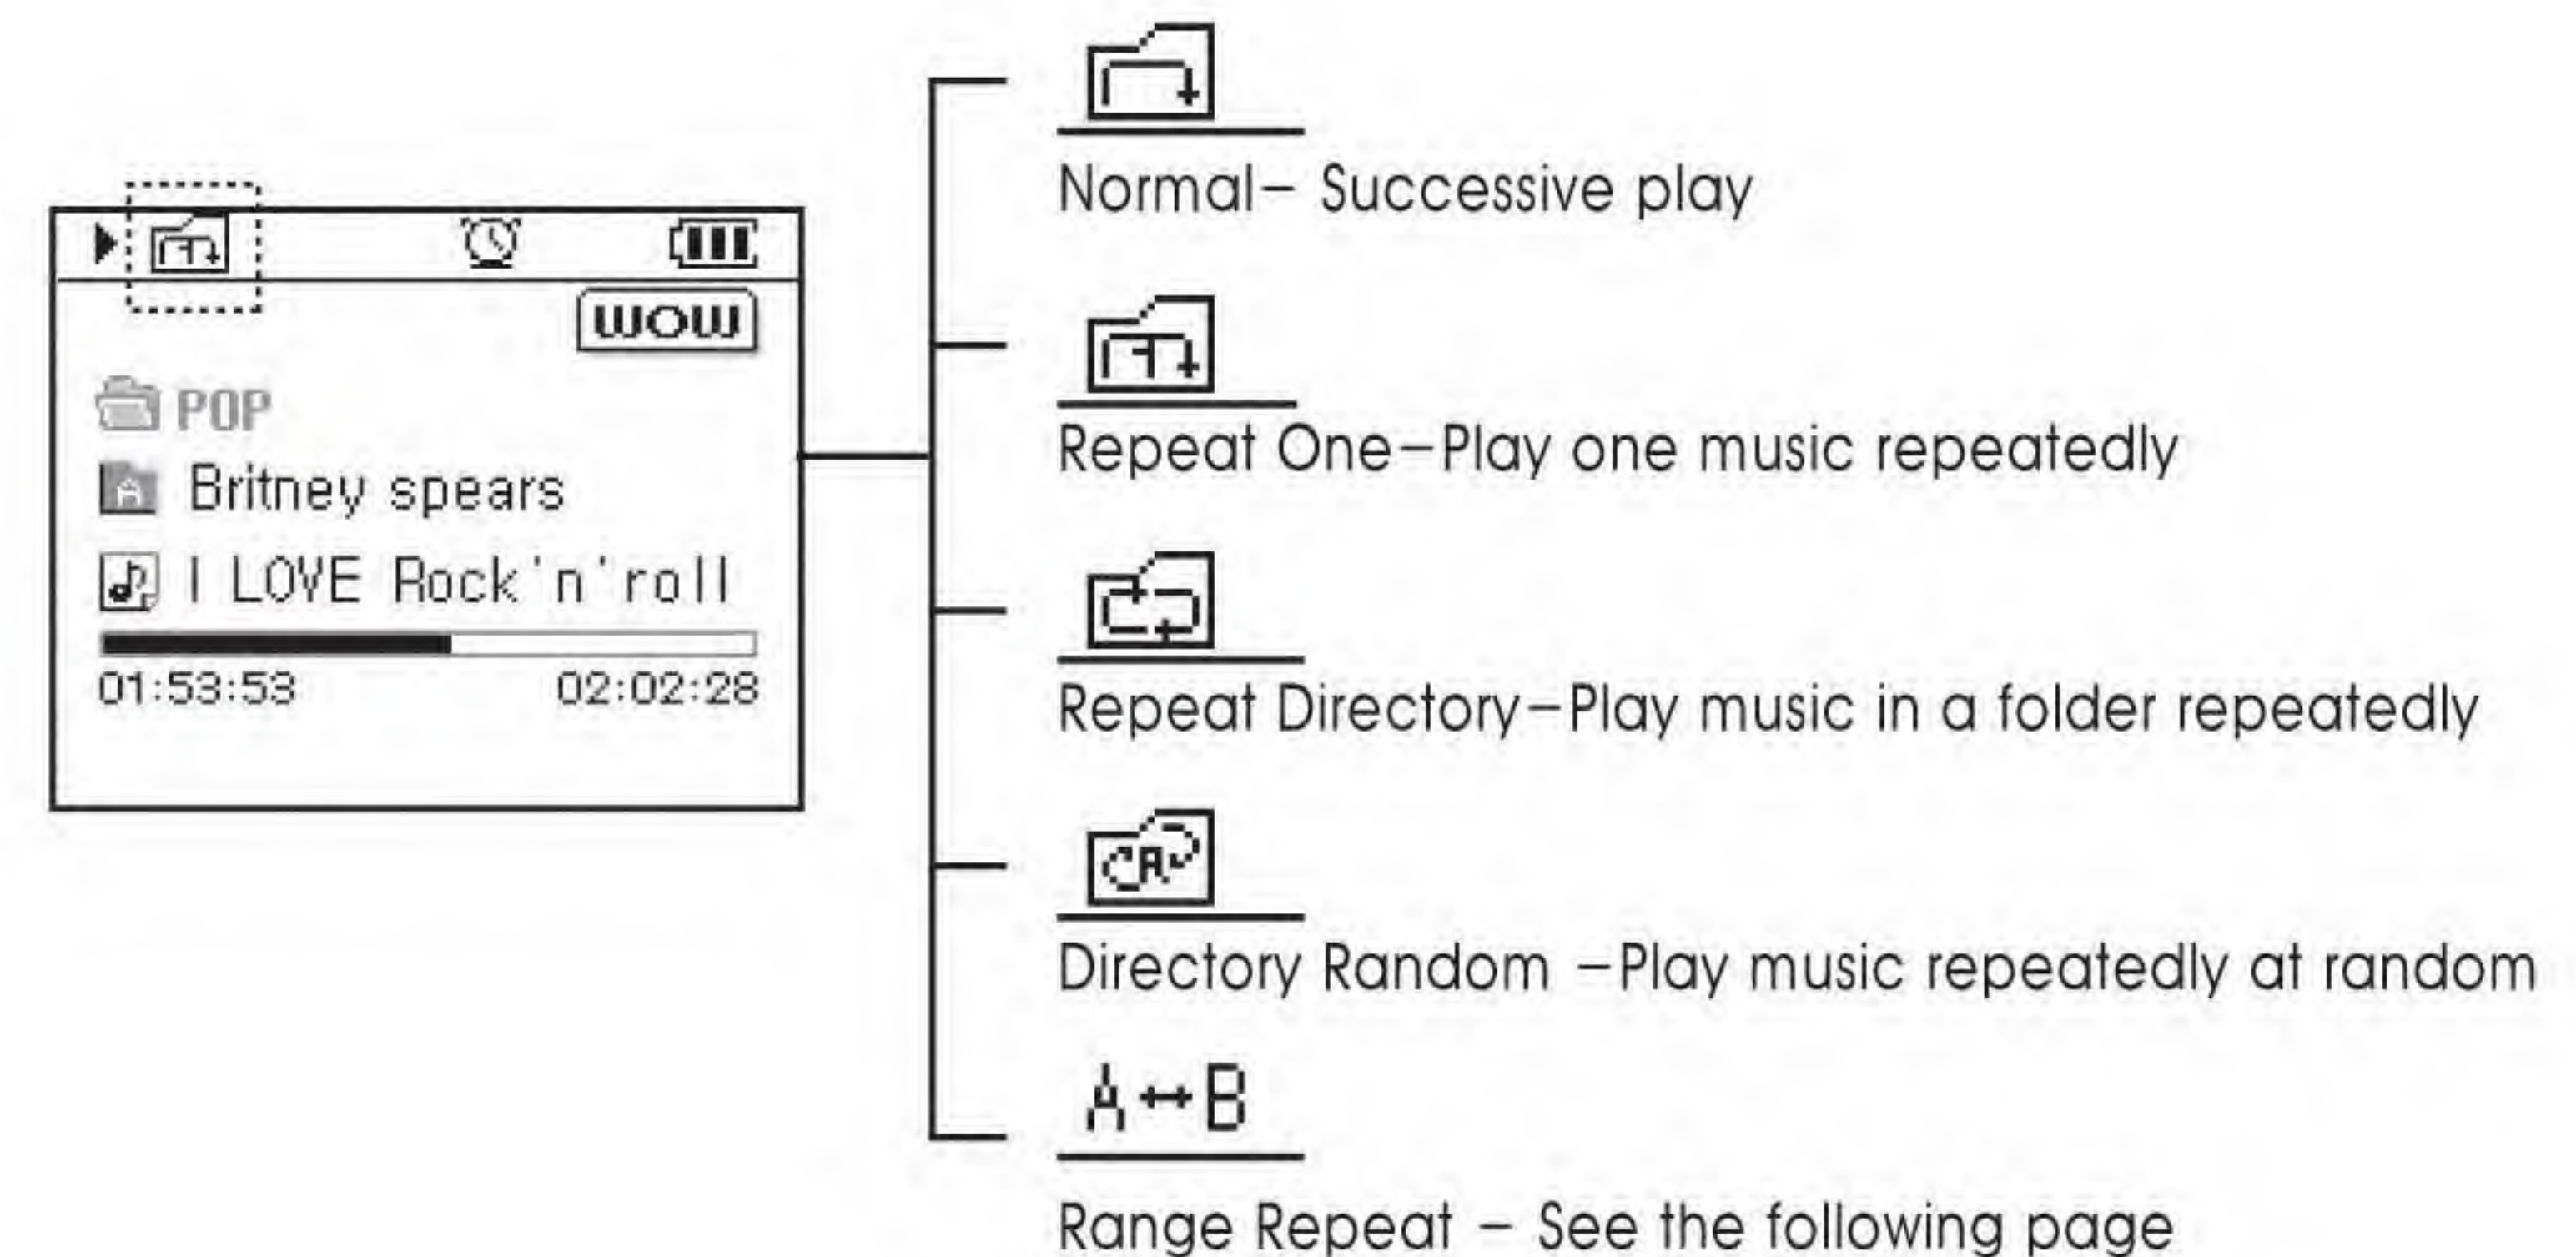 WOW
POP
Britney spears
I LOVE Rock'n'roll
01:53:53
02:02:28
Normal– Successive play
Repeat One–Play one music repeatedly
Repeat Directory–Play music in a folder repeatedly
Directory Random –Play music repeatedly at random
A↔B
Range Repeat – See the following page